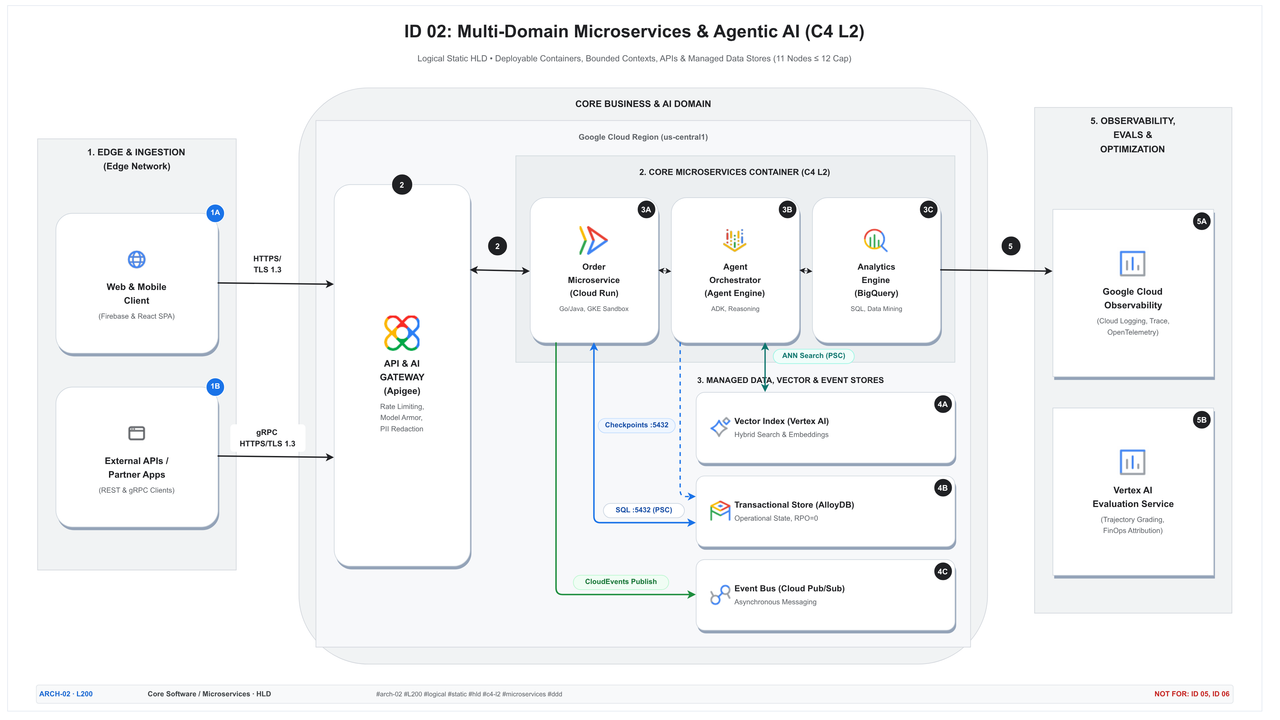 ID 02: Multi-Domain Microservices & Agentic AI (C4 L2)
Logical Static HLD • Deployable Containers, Bounded Contexts, APIs & Managed Data Stores (11 Nodes ≤ 12 Cap)
1. EDGE & INGESTION
(Edge Network)
1A
Web & Mobile
Client
(Firebase & React SPA)
1B
External APIs /
Partner Apps
(REST & gRPC Clients)
HTTPS/
TLS 1.3
gRPC
HTTPS/TLS 1.3
CORE BUSINESS & AI DOMAIN
Google Cloud Region (us-central1)
2
API & AI
GATEWAY
(Apigee)
Rate Limiting,
Model Armor,
PII Redaction
2
2. CORE MICROSERVICES CONTAINER (C4 L2)
3A
Order
Microservice
(Cloud Run)
Go/Java, GKE Sandbox
3B
Agent
Orchestrator
(Agent Engine)
ADK, Reasoning
3C
Analytics
Engine
(BigQuery)
SQL, Data Mining
ANN Search (PSC)
3. MANAGED DATA, VECTOR & EVENT STORES
4A
Vector Index (Vertex AI)
Hybrid Search & Embeddings
Checkpoints :5432
4B
Transactional Store (AlloyDB)
Operational State, RPO=0
SQL :5432 (PSC)
4C
Event Bus (Cloud Pub/Sub)
Asynchronous Messaging
CloudEvents Publish
5
5. OBSERVABILITY,
EVALS &
OPTIMIZATION
5A
Google Cloud
Observability
(Cloud Logging, Trace,
OpenTelemetry)
5B
Vertex AI
Evaluation Service
(Trajectory Grading,
FinOps Attribution)
ARCH-02 · L200
Core Software / Microservices · HLD
#arch-02 #L200 #logical #static #hld #c4-l2 #microservices #ddd
NOT FOR: ID 05, ID 06